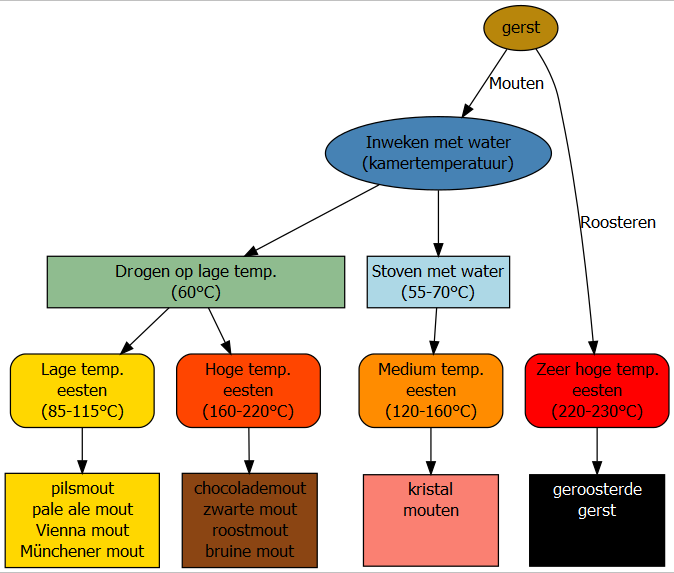 gerst
Mouten
Inweken met water
(kamertemperatuur)
Roosteren
Drogen op lage temp.
(60°C)
Stoven met water
(55-70°C)
Lage temp.
eesten
(85-115°C)
Hoge temp.
eesten
(160-220°C)
Medium temp.
eesten
(120-160°C)
Zeer hoge temp.
eesten
(220-230°C)
pilsmout
pale ale mout
Vienna mout
Münchener mout
chocolademout
zwarte mout
roostmout
bruine mout
kristal
mouten
geroosterde
gerst